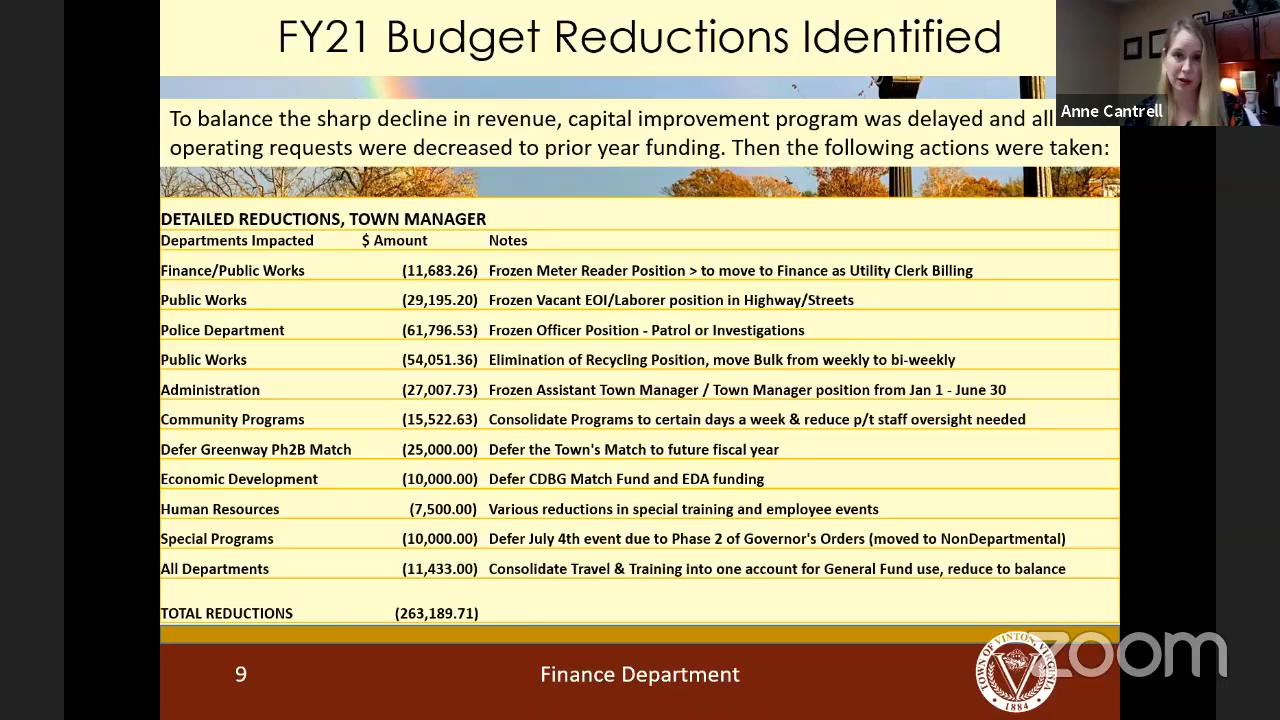 FY21 Budget Reductions Identified
Anne Cantrell
To balance the sharp decline in revenue, capital improvement program was delayed and all
operating requests were decreased to prior year funding. Then the following actions were taken:
DETAILED REDUCTIONS, TOWN MANAGER
Departments Impacted $ Amount Notes
Finance/Public Works (11,683.26) Frozen Meter Reader Position > to move to Finance as Utility Clerk Billing
Public Works (29,195.20) Frozen Vacant EOI/Laborer position in Highway/Streets
Police Department (61,796.53) Frozen Officer Position - Patrol or Investigations
Public Works (54,051.36) Elimination of Recycling Position, move Bulk from weekly to bi-weekly
Administration (27,007.73) Frozen Assistant Town Manager / Town Manager position from Jan 1 - June 30
Community Programs (15,522.63) Consolidate Programs to certain days a week & reduce p/t staff oversight needed
Defer Greenway Ph2B Match (25,000.00) Defer the Town's Match to future fiscal year
Economic Development (10,000.00) Defer CDBG Match Fund and EDA funding
Human Resources (7,500.00) Various reductions in special training and employee events
Special Programs (10,000.00) Defer July 4th event due to Phase 2 of Governor's Orders (moved to NonDepartmental)
All Departments (11,433.00) Consolidate Travel & Training into one account for General Fund use, reduce to balance
TOTAL REDUCTIONS (263,189.71)
9 Finance Department
TOWN OF VINTON, VIRGINIA
V
1884
zoom